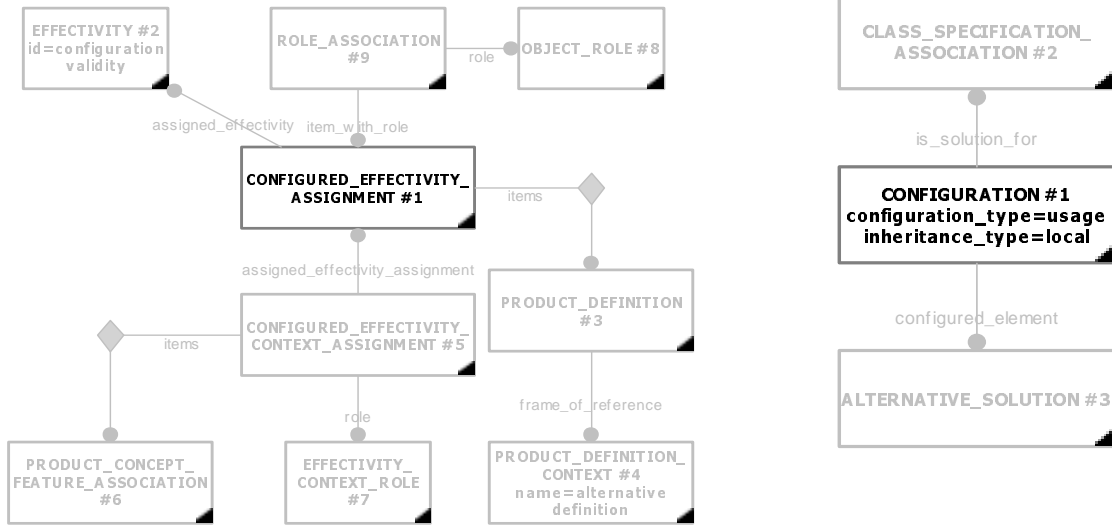 EFFECTIVITY #2
id=configuration
validity
ROLE_ASSOCIATION
#9
role
OBJECT_ROLE #8
assigned_effectivity
item_with_role
CONFIGURED_EFFECTIVITY_
ASSIGNMENT #1
items
assigned_effectivity_assignment
PRODUCT_DEFINITION
#3
CONFIGURED_EFFECTIVITY_
CONTEXT_ASSIGNMENT #5
items
role
frame_of_reference
PRODUCT_CONCEPT_
FEATURE_ASSOCIATION
#6
EFFECTIVITY_
CONTEXT_ROLE
#7
PRODUCT_DEFINITION_
CONTEXT #4
name=alternative
definition
CLASS_SPECIFICATION_
ASSOCIATION #2
is_solution_for
CONFIGURATION #1
configuration_type=usage
inheritance_type=local
configured_element
ALTERNATIVE_SOLUTION #3